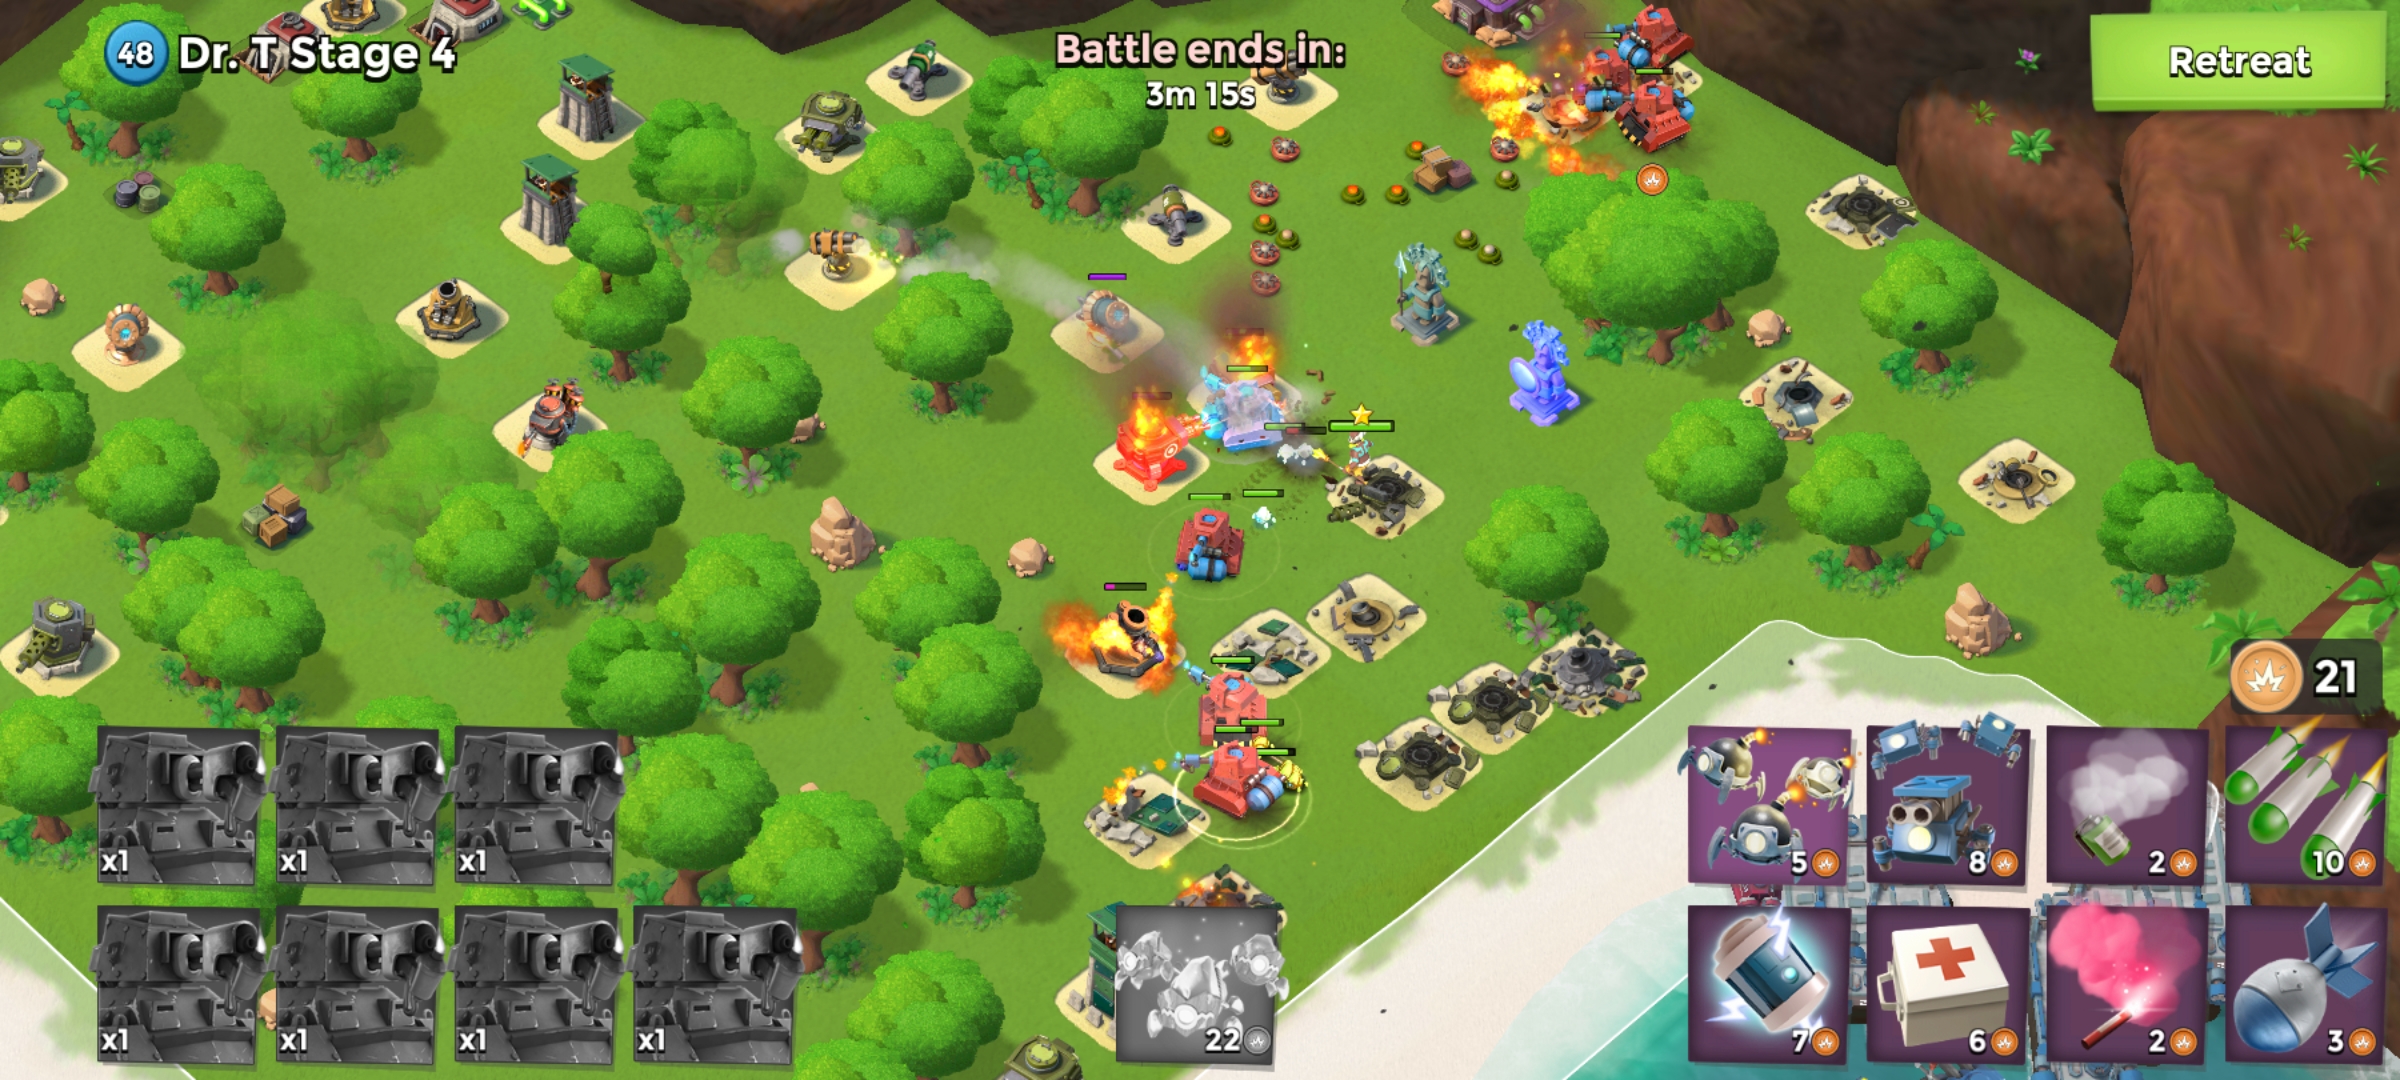 48 Dr. T Stage 4
Battle ends in:
3m 15s
Retreat
21
x1 x1 x1
5 8 2 10
x1 x1 x1 x1
22
7 6 2 3